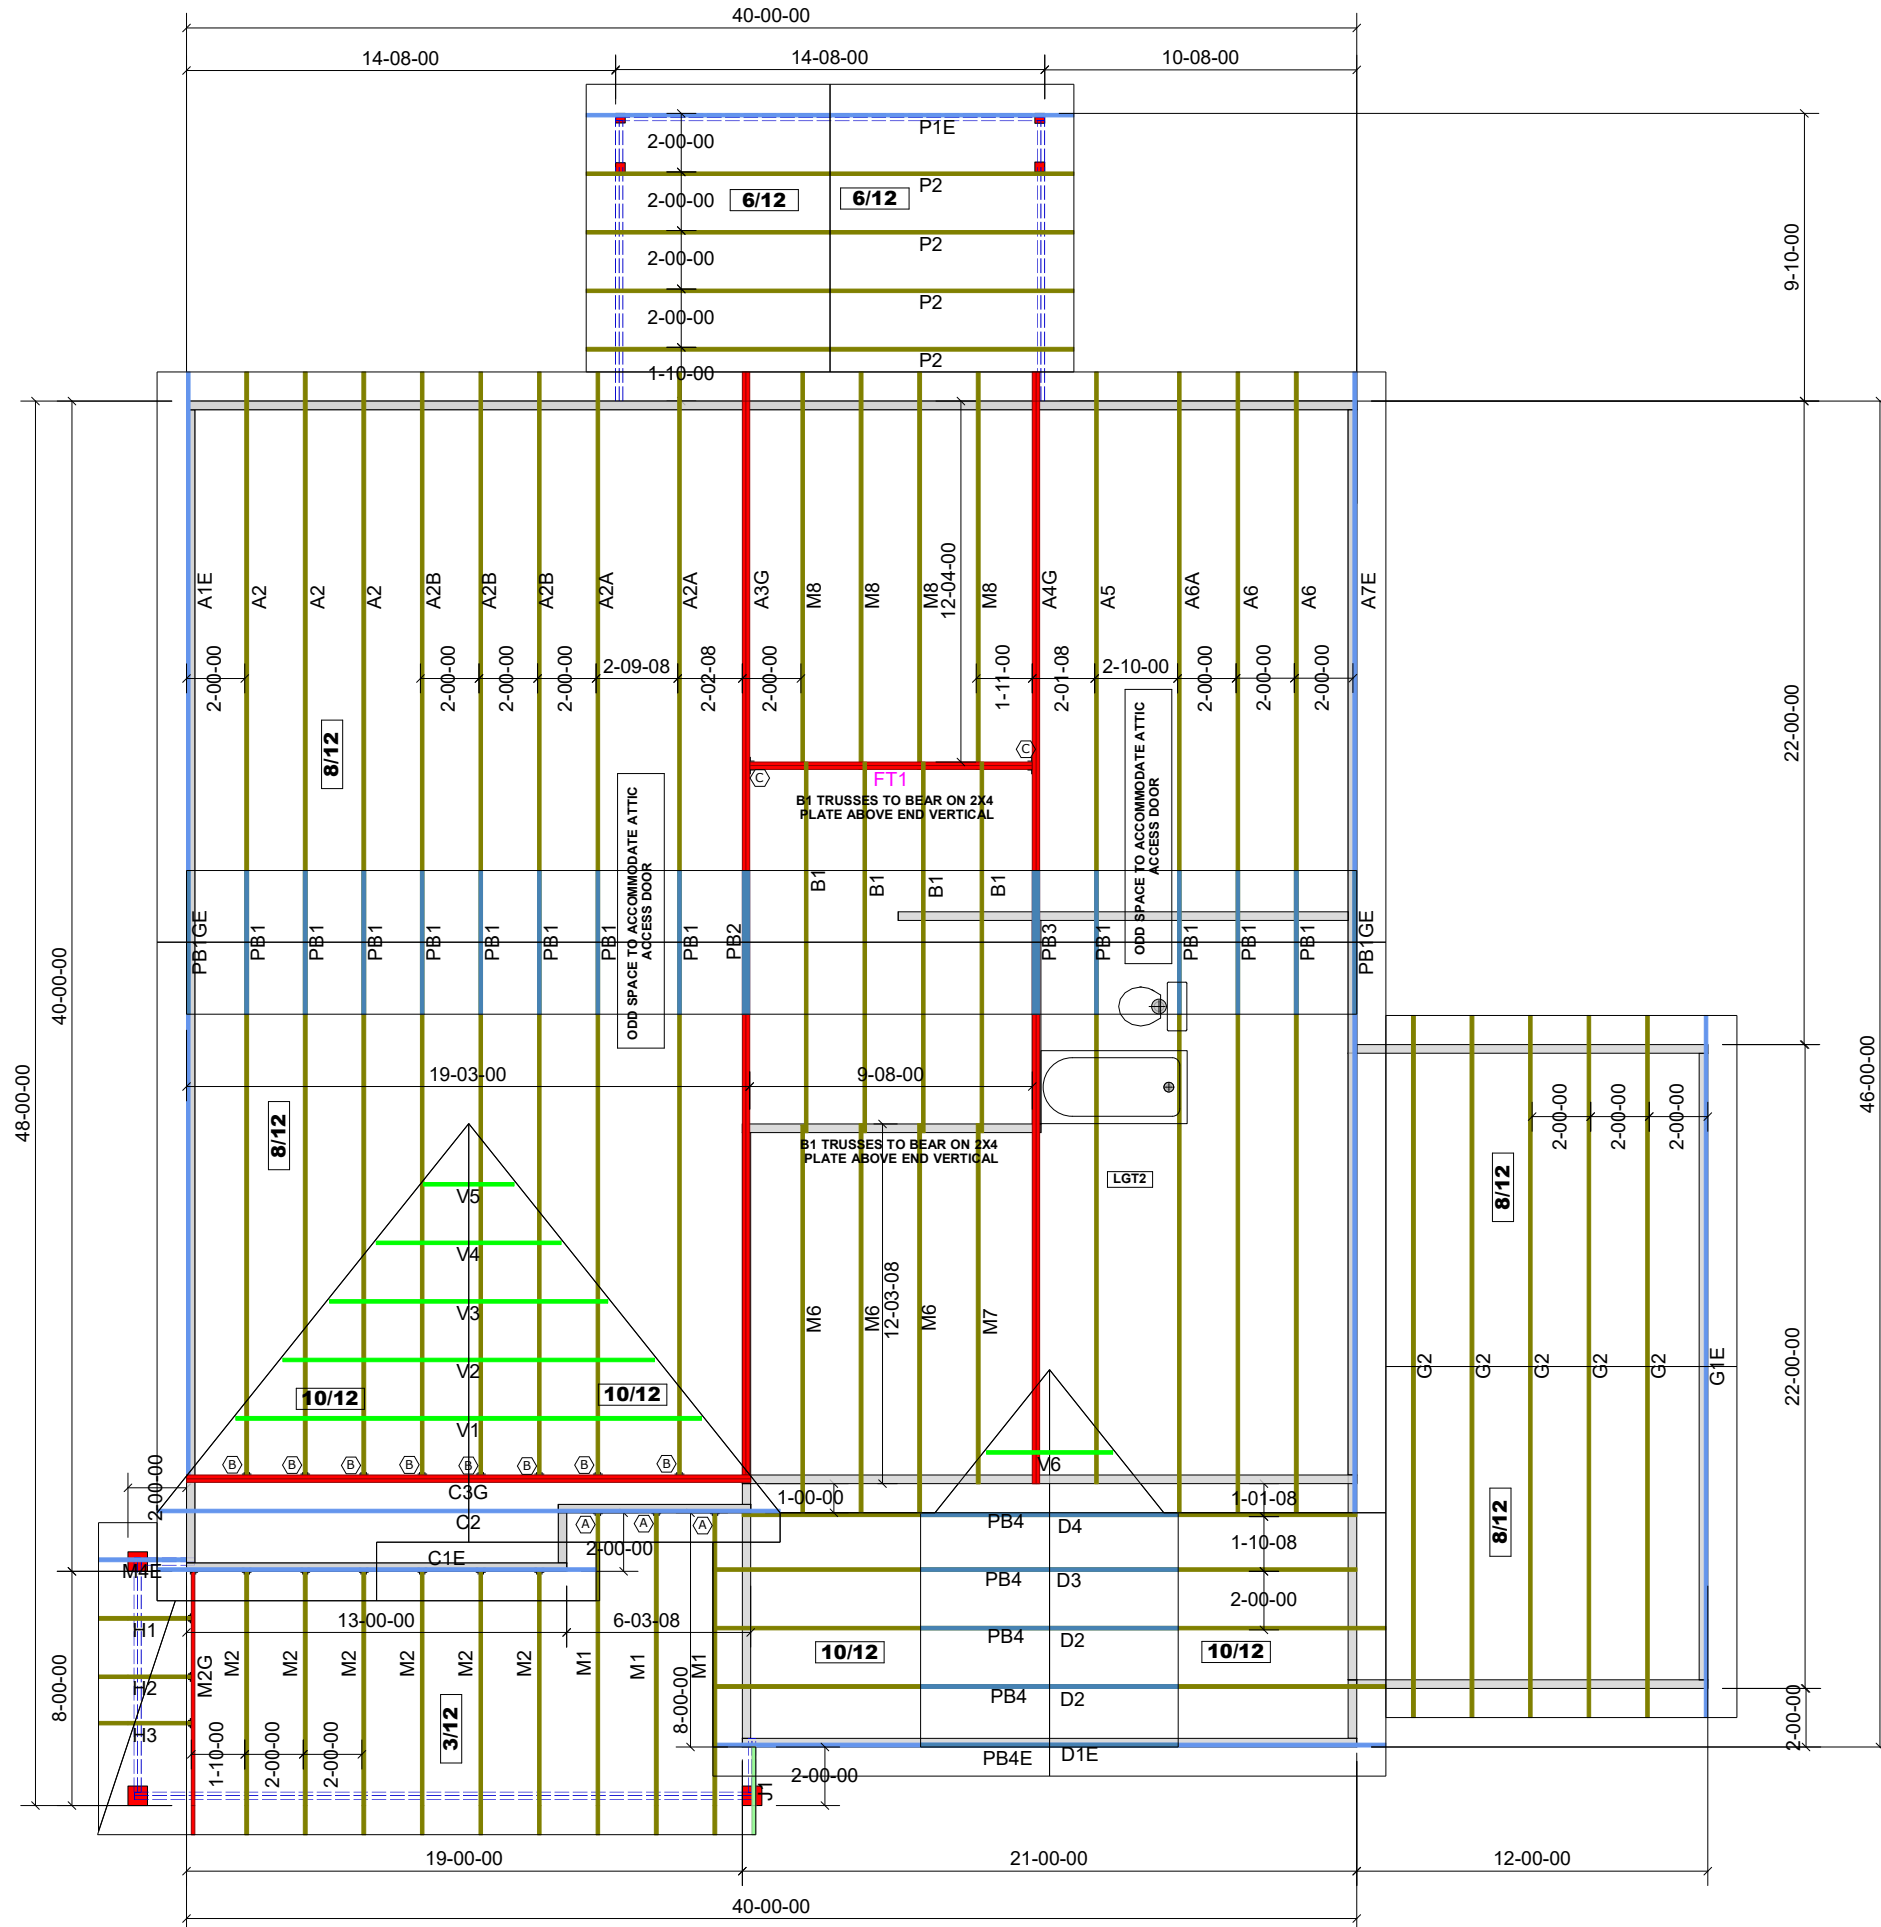 40-00-00
14-08-00
14-08-00
10-08-00
P1E
2-00-00
P2
6/12
6/12
2-00-00
P2
2-00-00
P2
2-00-00
P2
1-10-00
9-10-00
A1E
A2
A2
A2
A2B
A2B
A2B
A2A
A2A
A3G
M8
M8
M8
12-04-00
M8
A4G
A5
A6A
A6
A6
A7E
2-00-00
2-00-00
2-00-00
2-00-00
2-09-08
2-02-08
2-00-00
1-11-00
2-01-08
2-10-00
2-00-00
2-00-00
2-00-00
22-00-00
8/12
C
C
FT1
B1 TRUSSES TO BEAR ON 2X4
PLATE ABOVE END VERTICAL
ODD SPACE TO ACCOMMODATE ATTIC
ACCESS DOOR
ODD SPACE TO ACCOMMODATE ATTIC
ACCESS DOOR
B1
B1
B1
B1
PB1GE
PB1
PB1
PB1
PB1
PB1
PB1
PB1
PB1
PB2
PB3
PB1
PB1
PB1
PB1
PB1GE
40-00-00
48-00-00
46-00-00
19-03-00
9-08-00
8/12
B1 TRUSSES TO BEAR ON 2X4
PLATE ABOVE END VERTICAL
LGT2
2-00-00
2-00-00
2-00-00
8/12
V5
V4
V3
V2
V1
10/12
10/12
M6
M6
12-03-08
M6
M7
G2
G2
G2
G2
G2
G1E
22-00-00
B
B
B
B
B
B
B
B
2-00-00
V6
C3G
1-00-00
1-01-08
C2
A
A
A
PB4
D4
2-00-00
1-10-08
C1E
M4E
PB4
D3
2-00-00
8/12
13-00-00
6-03-08
H1
PB4
D2
10/12
10/12
M2G
M2
M2
M2
M2
M2
M2
M1
M1
M1
H2
PB4
D2
8-00-00
8-00-00
3/12
H3
1-10-00
2-00-00
2-00-00
PB4E
D1E
2-00-00
2-00-00
J1
19-00-00
21-00-00
12-00-00
40-00-00